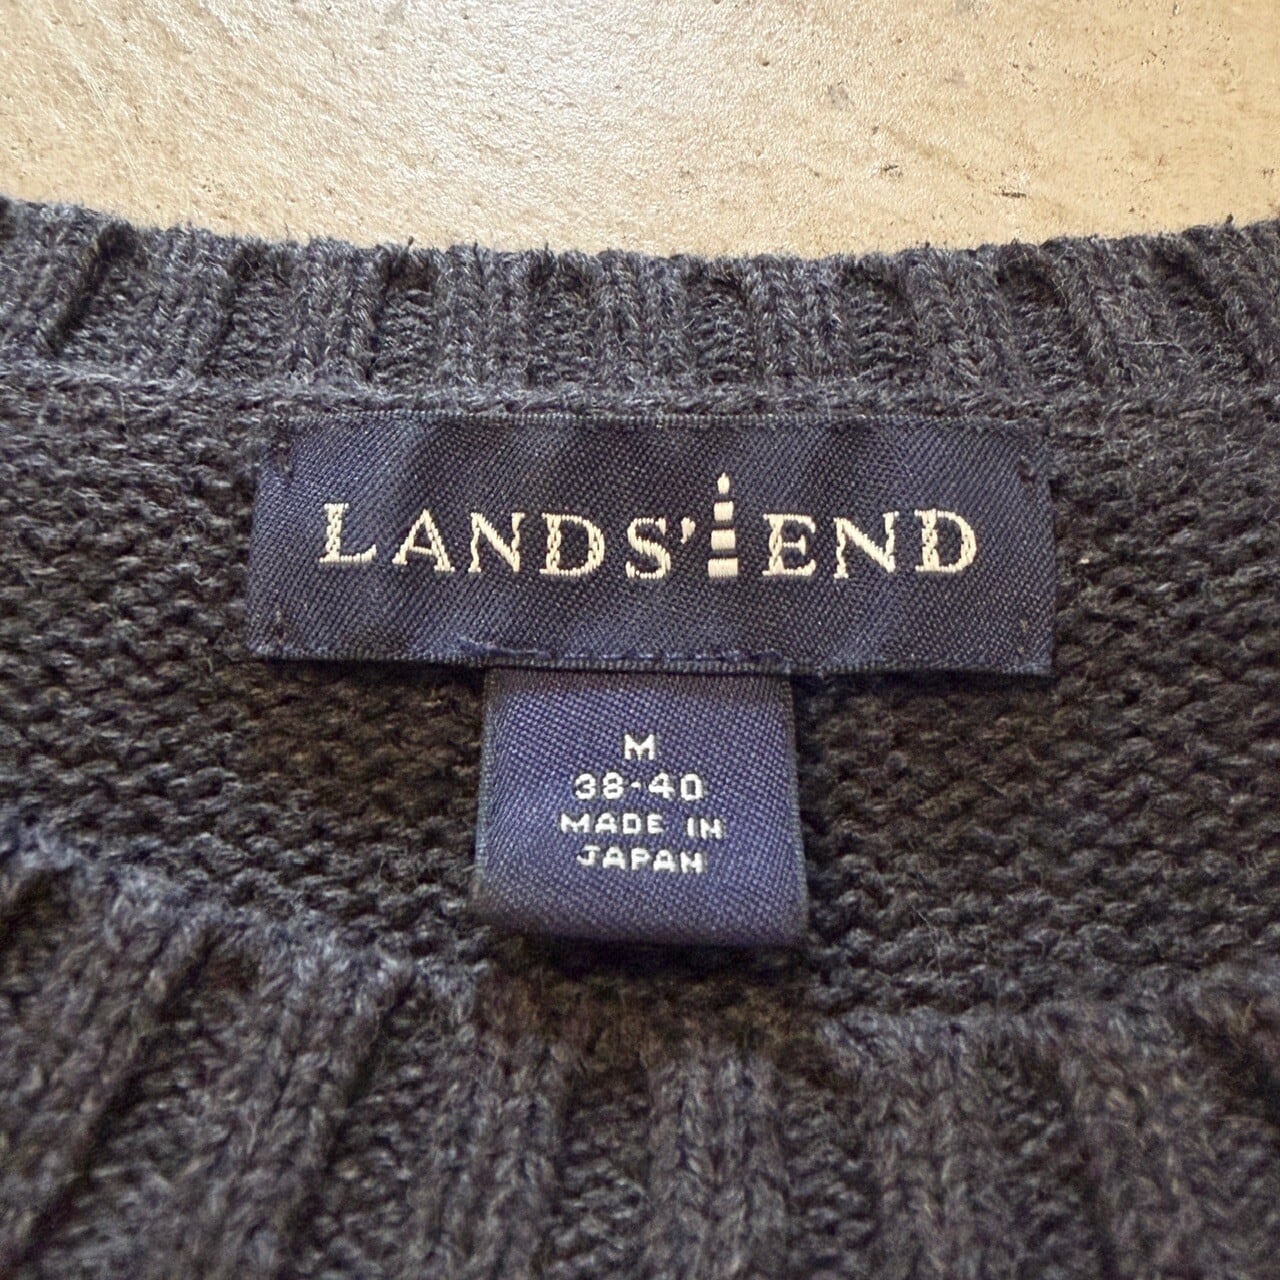 LANDS' END
M
38-40
MADE IN
JAPAN